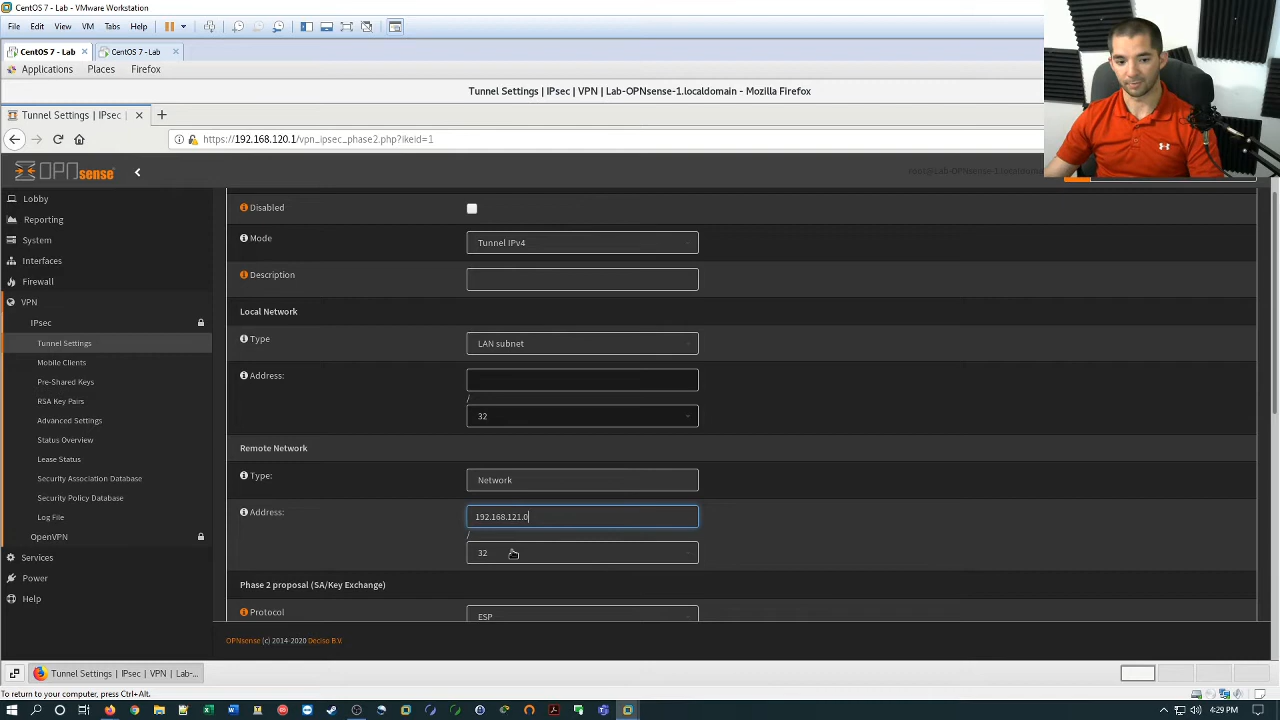 CentOS 7 - Lab - VMware Workstation
File Edit View VM Tabs Help
CentOS 7 - Lab CentOS 7 - Lab
Applications Places Firefox
Tunnel Settings | IPsec | VPN | Lab-OPNsense-1.localdomain - Mozilla Firefox
Tunnel Settings | IPsec |
https://192.168.120.1/vpn_ipsec_phase2.php?ikeid=1
OPNsense
root@Lab-OPNsense-1.localdomain
Lobby
Reporting
System
Interfaces
Firewall
VPN
IPsec
Tunnel Settings
Mobile Clients
Pre-Shared Keys
RSA Key Pairs
Advanced Settings
Status Overview
Lease Status
Security Association Database
Security Policy Database
Log File
OpenVPN
Services
Power
Help
Disabled
Mode Tunnel IPv4
Description
Local Network
Type LAN subnet
Address:
/
32
Remote Network
Type: Network
Address: 192.168.121.0
/
32
Phase 2 proposal (SA/Key Exchange)
Protocol ESP
OPNsense (c) 2014-2020 Deciso B.V.
Tunnel Settings | IPsec | VPN | Lab-...
To return to your computer, press Ctrl+Alt.
4:29 PM